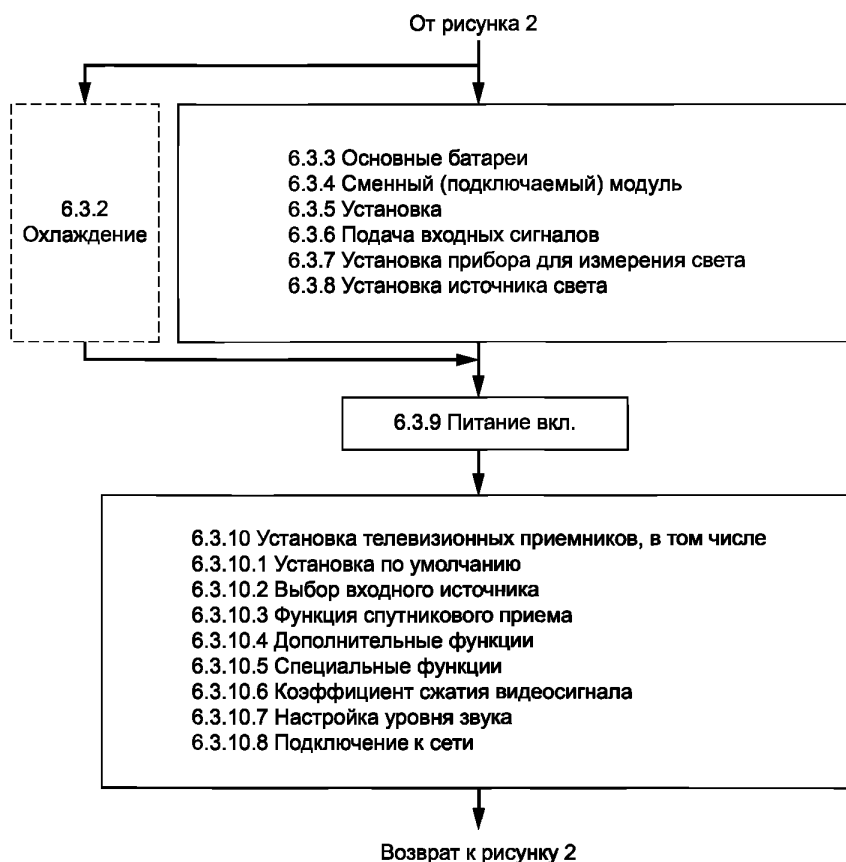 От рисунка 2
6.3.2
Охлаждение
6.3.3 Основные батареи
6.3.4 Сменный (подключаемый) модуль
6.3.5 Установка
6.3.6 Подача входных сигналов
6.3.7 Установка прибора для измерения света
6.3.8 Установка источника света
6.3.9 Питание вкл.
6.3.10 Установка телевизионных приемников, в том числе
6.3.10.1 Установка по умолчанию
6.3.10.2 Выбор входного источника
6.3.10.3 Функция спутникового приема
6.3.10.4 Дополнительные функции
6.3.10.5 Специальные функции
6.3.10.6 Коэффициент сжатия видеосигнала
6.3.10.7 Настройка уровня звука
6.3.10.8 Подключение к сети
Возврат к рисунку 2